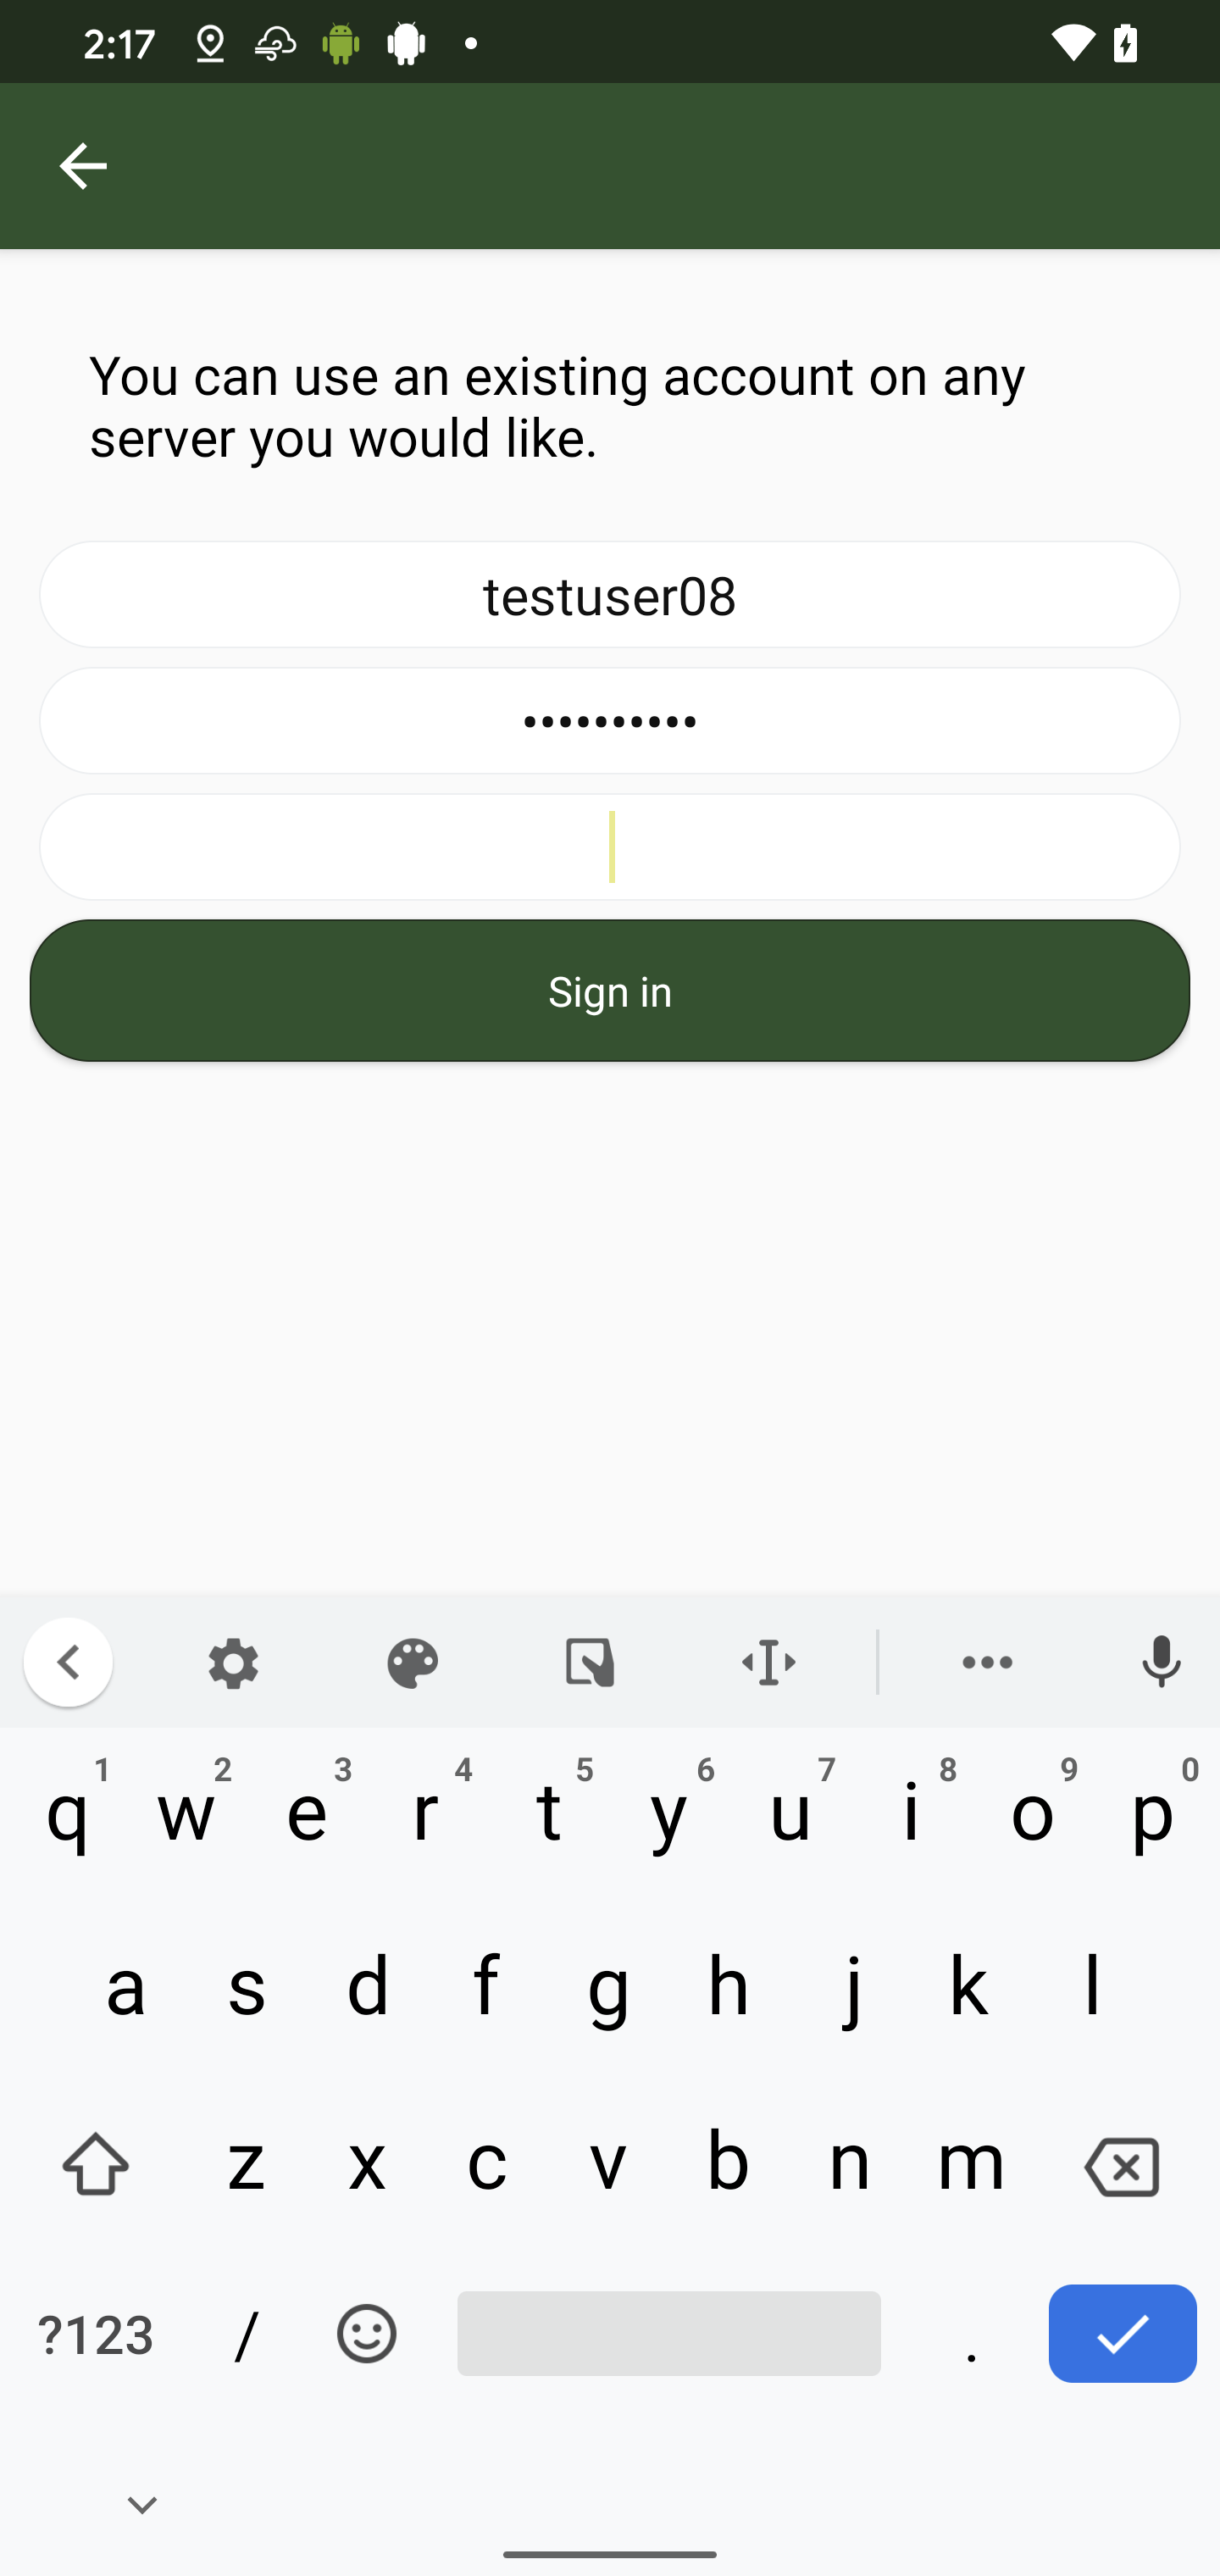 2:17
You can use an existing account on any
server you would like.
testuser08
••••••••••
Sign in
1 2 3 4 5 6 7 8 9 0
q w e r t y u i o p
a s d f g h j k l
z x c v b n m
?123 / .